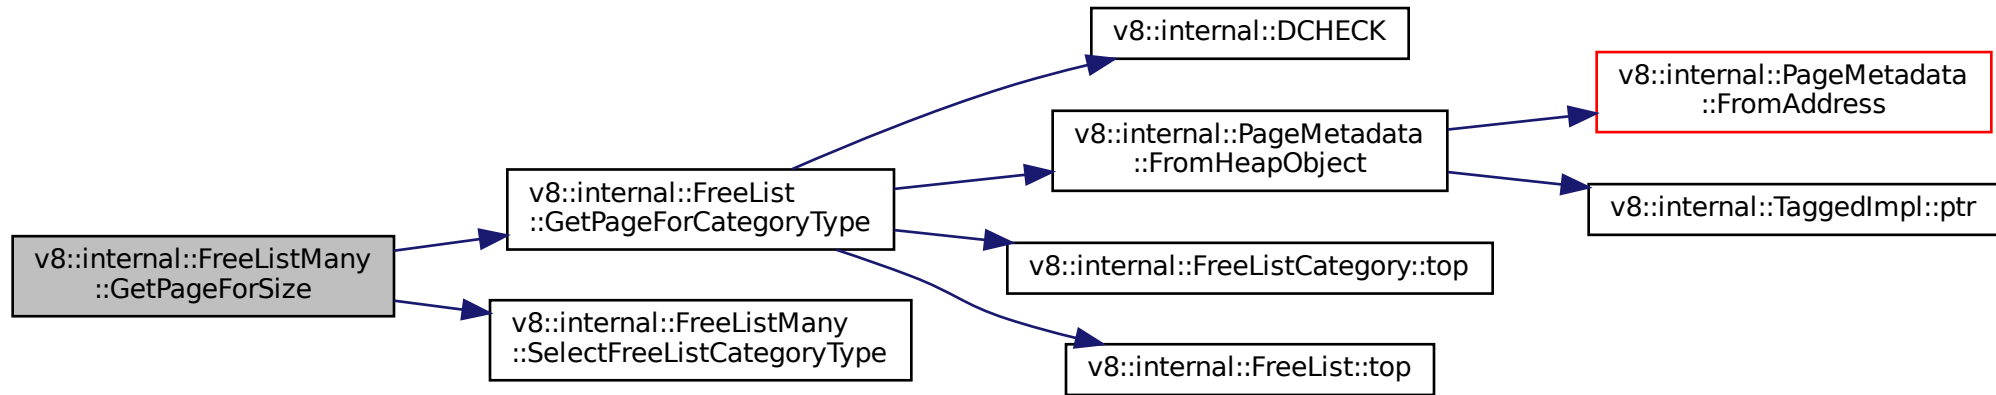 v8::internal::FreeListMany
::GetPageForSize
v8::internal::FreeList
::GetPageForCategoryType
v8::internal::FreeListMany
::SelectFreeListCategoryType
v8::internal::DCHECK
v8::internal::PageMetadata
::FromHeapObject
v8::internal::FreeListCategory::top
v8::internal::FreeList::top
v8::internal::PageMetadata
::FromAddress
v8::internal::TaggedImpl::ptr